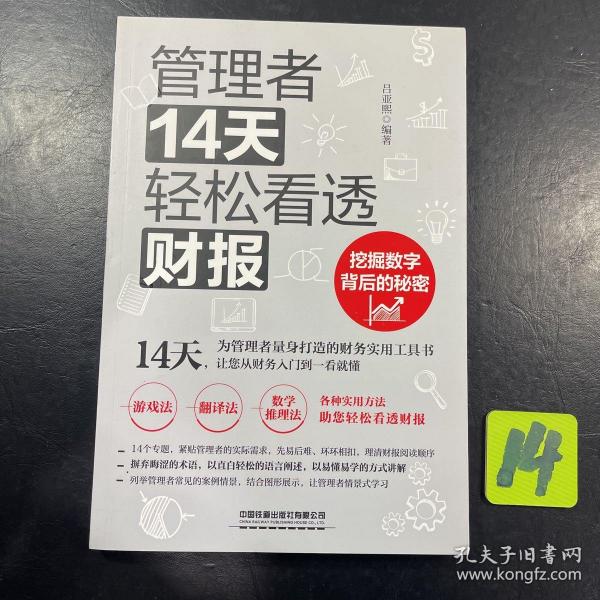 管理者
14天
轻松看透
财报
吕亚熙◎编著
挖掘数字
背后的秘密
14天，为管理者量身打造的财务实用工具书
让您从财务入门到一看就懂
游戏法
翻译法
数学
推理法
各种实用方法
助您轻松看透财报
14个专题，紧贴管理者的实际需求，先易后难、环环相扣，理清财报阅读顺序
摒弃晦涩的术语，以直白轻松的语言阐述，以易懂易学的方式讲解
列举管理者常见的案例情景，结合图形展示，让管理者情景式学习
中国铁道出版社有限公司
CHINA RAILWAY PUBLISHING HOUSE CO., LTD.
14
孔夫子旧书网
www.kongfz.com